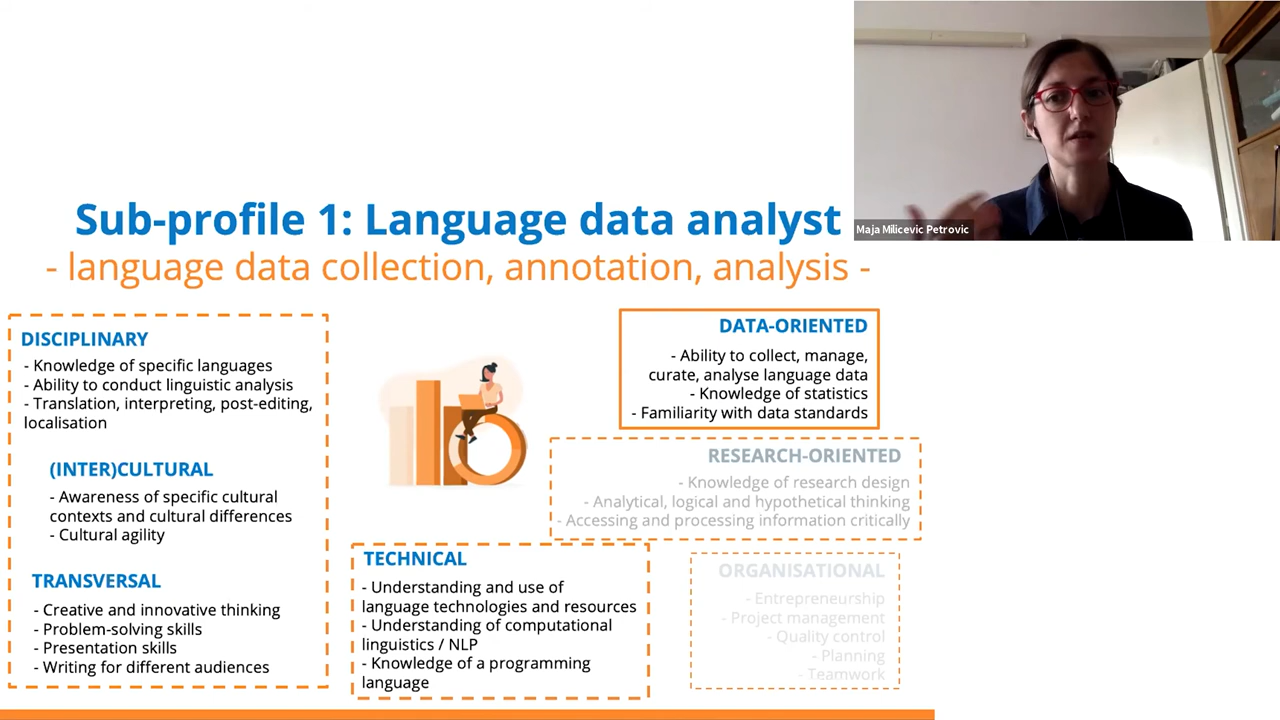 Maja Milicevic Petrovic
Sub-profile 1: Language data analyst
- language data collection, annotation, analysis -
DISCIPLINARY
- Knowledge of specific languages
- Ability to conduct linguistic analysis
- Translation, interpreting, post-editing,
localisation
(INTER)CULTURAL
- Awareness of specific cultural
contexts and cultural differences
- Cultural agility
TRANSVERSAL
- Creative and innovative thinking
- Problem-solving skills
- Presentation skills
- Writing for different audiences
DATA-ORIENTED
- Ability to collect, manage,
curate, analyse language data
- Knowledge of statistics
- Familiarity with data standards
RESEARCH-ORIENTED
- Knowledge of research design
- Analytical, logical and hypothetical thinking
- Accessing and processing information critically
TECHNICAL
- Understanding and use of
language technologies and resources
- Understanding of computational
linguistics / NLP
- Knowledge of a programming
language
ORGANISATIONAL
- Entrepreneurship
- Project management
- Quality control
- Planning
- Teamwork